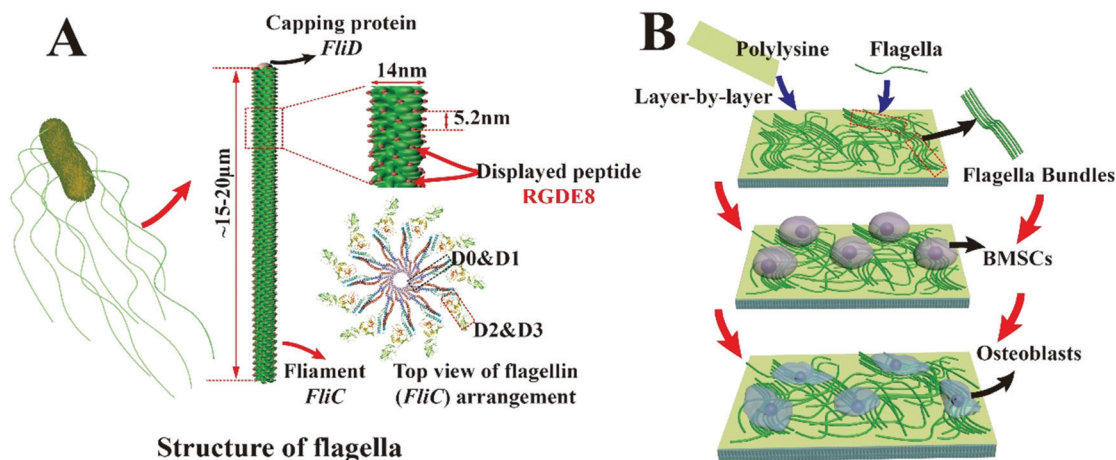 A
Capping protein
FliD
14nm
5.2nm
~15-20μm
Displayed peptide
RGDE8
D0&D1
D2&D3
Fliament
FliC
Top view of flagellin
(FliC) arrangement
Structure of flagella
B
Polylysine
Flagella
Layer-by-layer
Flagella Bundles
BMSCs
Osteoblasts